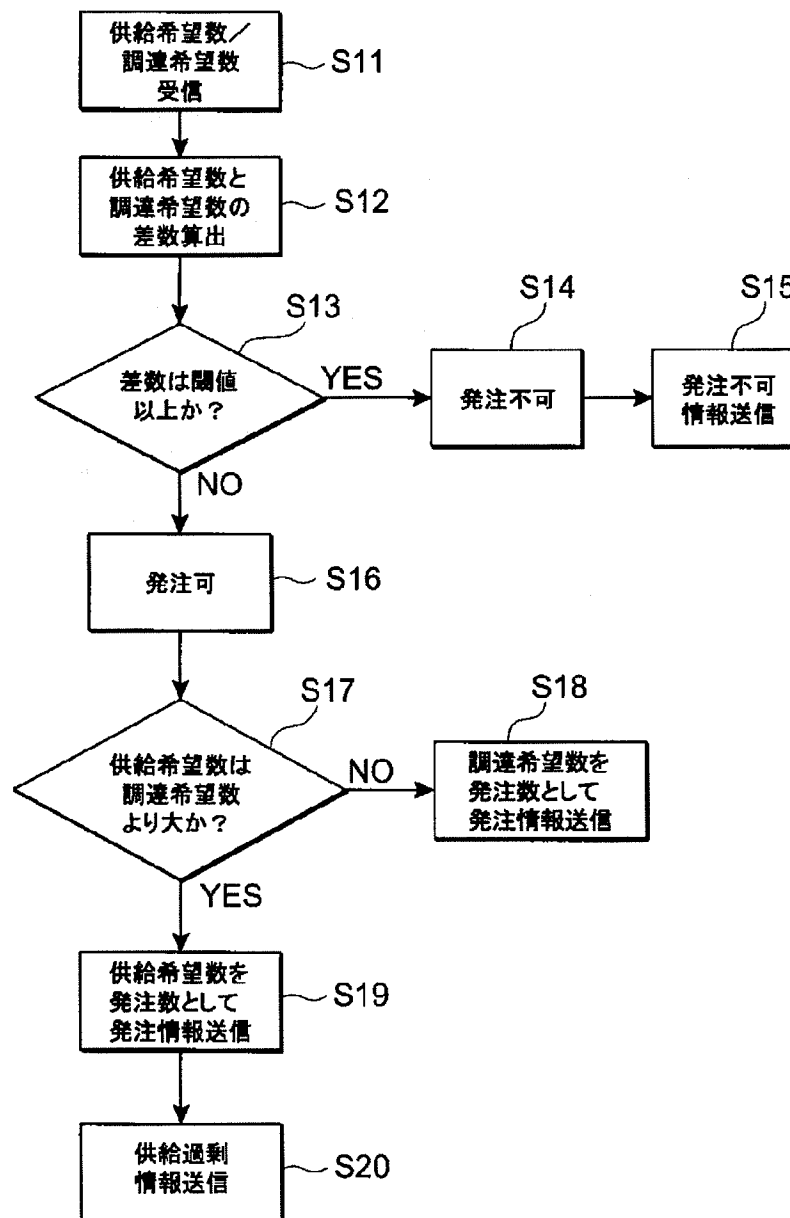 供給希望数／
調達希望数
受信
S11
供給希望数と
調達希望数の
差数算出
S12
S13
差数は閾値
以上か？
YES
NO
S14
発注不可
S15
発注不可
情報送信
発注可
S16
S17
供給希望数は
調達希望数
より大か？
NO
YES
S18
調達希望数を
発注数として
発注情報送信
供給希望数を
発注数として
発注情報送信
S19
供給過剰
情報送信
S20